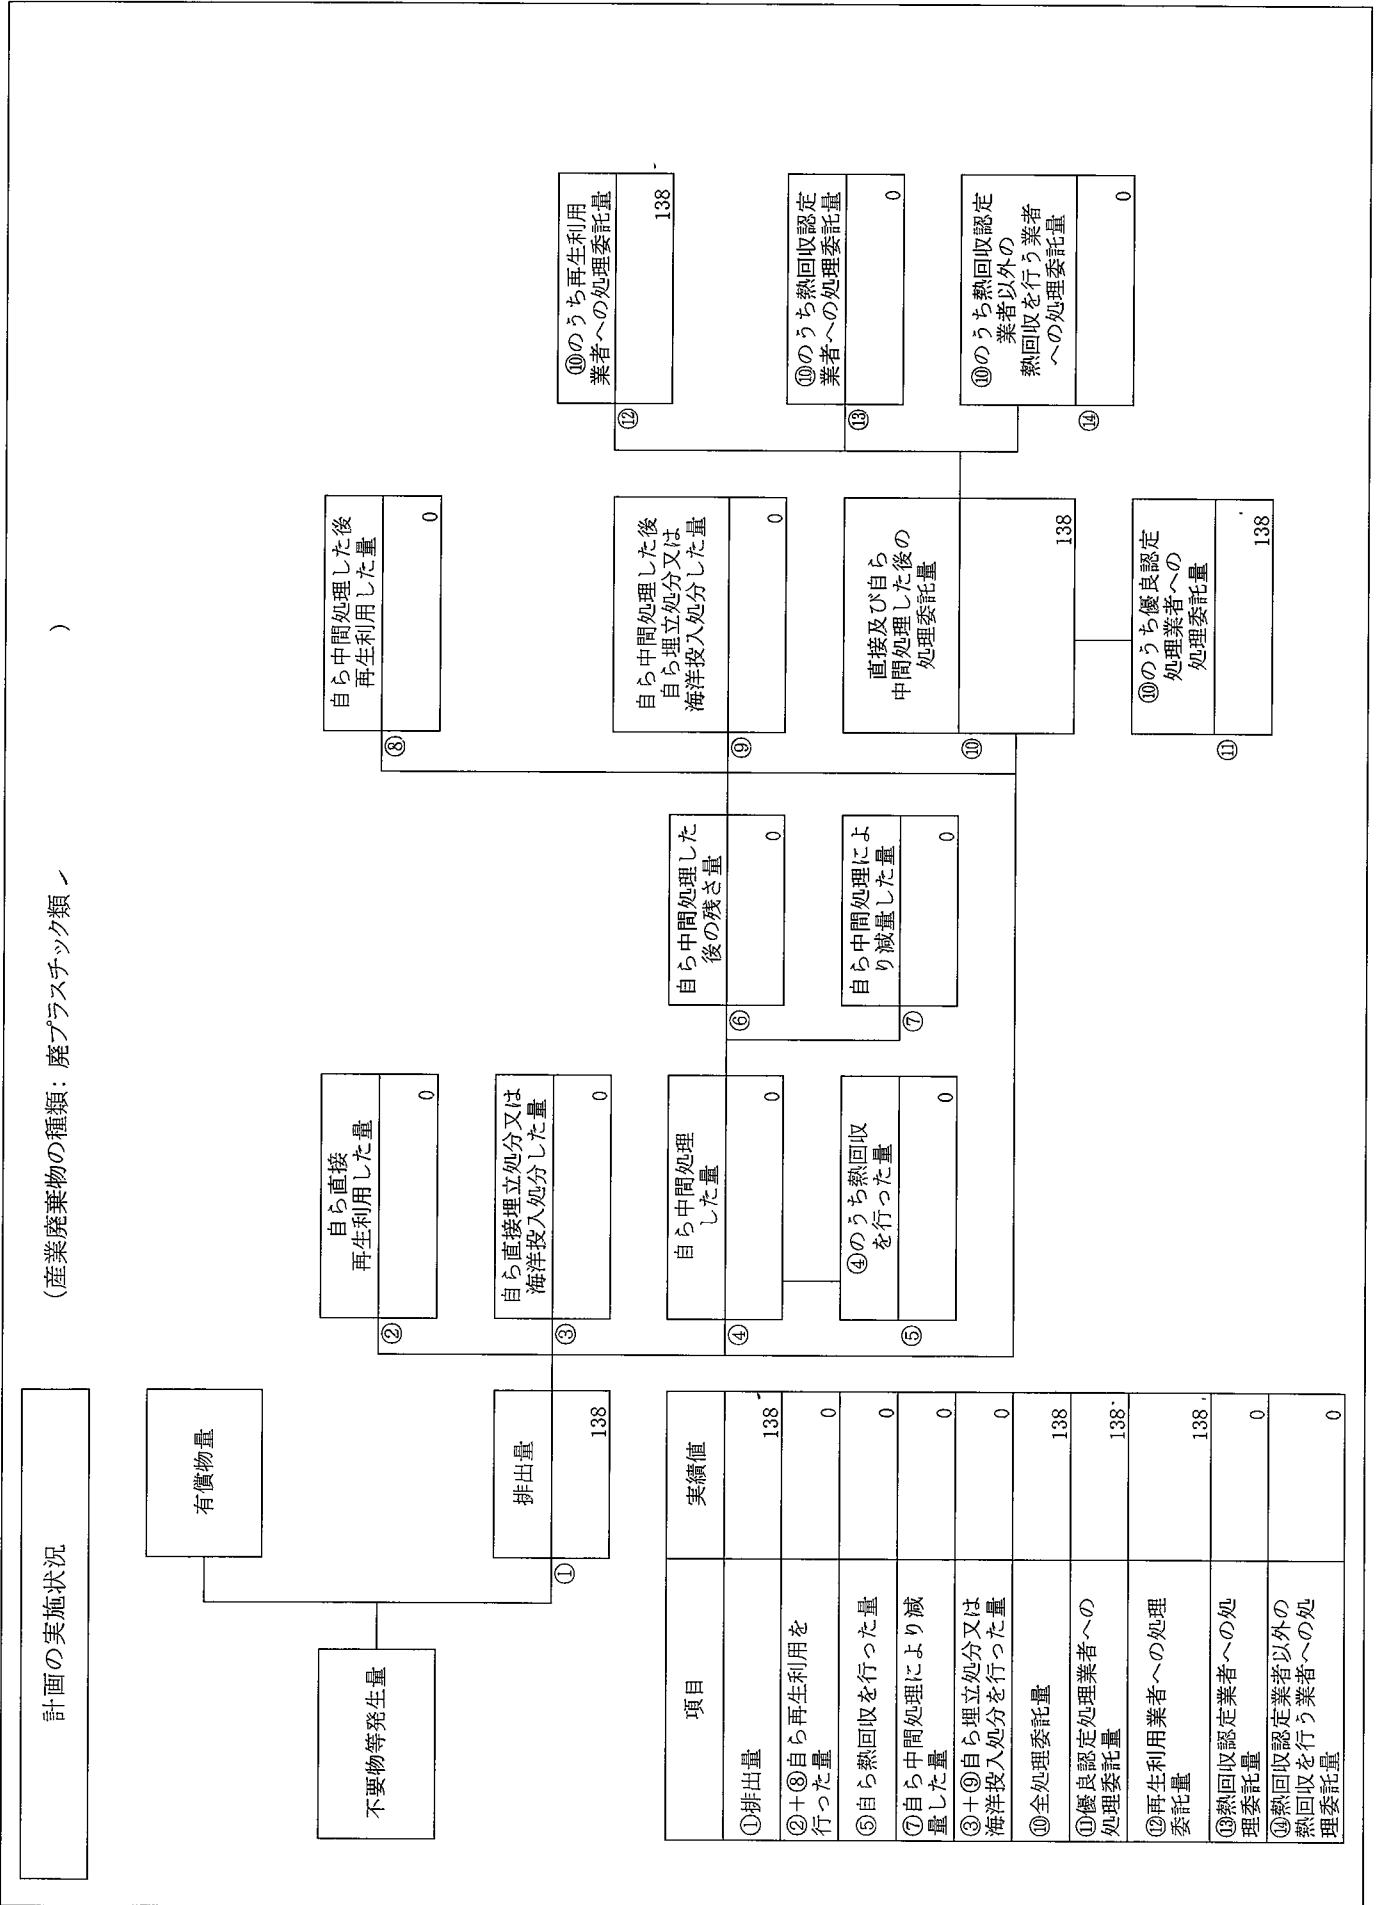 計画の実施状況
(産業廃棄物の種類: 廃プラスチック類 )
不要物等発生量
有償物量
①
排出量
138
②
自ら直接
再生利用した量
0
③
自ら直接埋立処分又は
海洋投入処分した量
0
④
自ら中間処理
した量
0
⑤
④のうち熱回収
を行った量
0
⑥
自ら中間処理した
後の残さ量
0
⑦
自ら中間処理によ
り減量した量
0
⑧
自ら中間処理した後
再生利用した量
0
⑨
自ら中間処理した後
自ら埋立処分又は
海洋投入処分した量
0
⑩
直接及び自ら
中間処理した後の
処理委託量
138
⑪
⑩のうち優良認定
処理業者への
処理委託量
138
⑫
⑩のうち再生利用
業者への処理委託量
138
⑬
⑩のうち熱回収認定
業者への処理委託量
0
⑭
⑩のうち熱回収認定
業者以外の
熱回収を行う業者
への処理委託量
0
項目 実績値
①排出量 138
②+⑧自ら再生利用を
行った量 0
⑤自ら熱回収を行った量 0
⑦自ら中間処理により減
量した量 0
③+⑨自ら埋立処分又は
海洋投入処分を行った量 0
⑩全処理委託量 138
⑪優良認定処理業者への
処理委託量 138
⑫再生利用業者への処理
委託量 138
⑬熱回収認定業者への処
理委託量 0
⑭熱回収認定業者以外の
熱回収を行う業者への処
理委託量 0